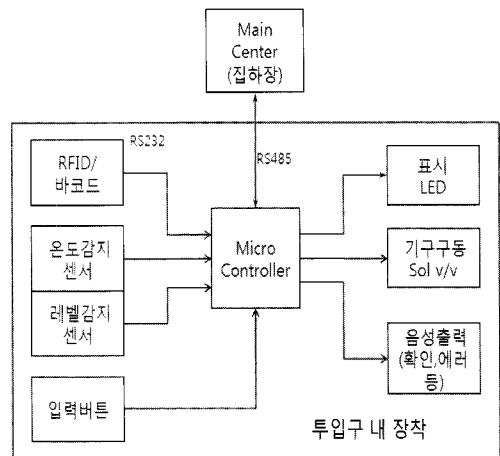 Main
Center
(집하장)
RS232
RS485
RFID/
바코드
온도감지
센서
레벨감지
센서
입력버튼
Micro
Controller
표시
LED
기구구동
Sol v/v
음성출력
(확인,에러
등)
투입구 내 장착